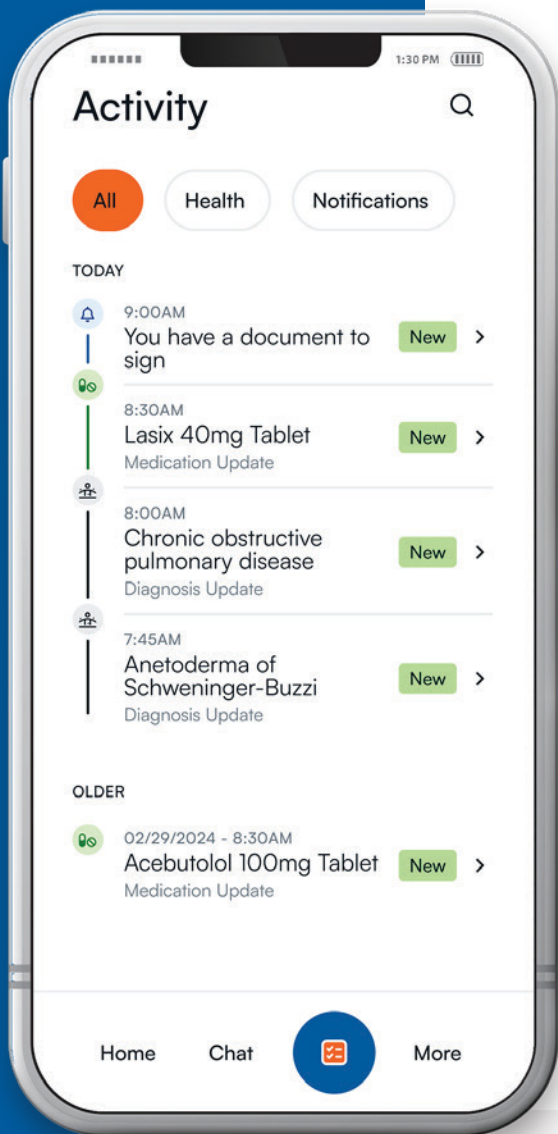 1:30 PM
Activity
All
Health
Notifications
TODAY
9:00AM
You have a document to
sign
New
8:30AM
Lasix 40mg Tablet
Medication Update
New
8:00AM
Chronic obstructive
pulmonary disease
Diagnosis Update
New
7:45AM
Anetoderma of
Schweninger-Buzzi
Diagnosis Update
New
OLDER
02/29/2024 - 8:30AM
Acebutolol 100mg Tablet
Medication Update
New
Home
Chat
More